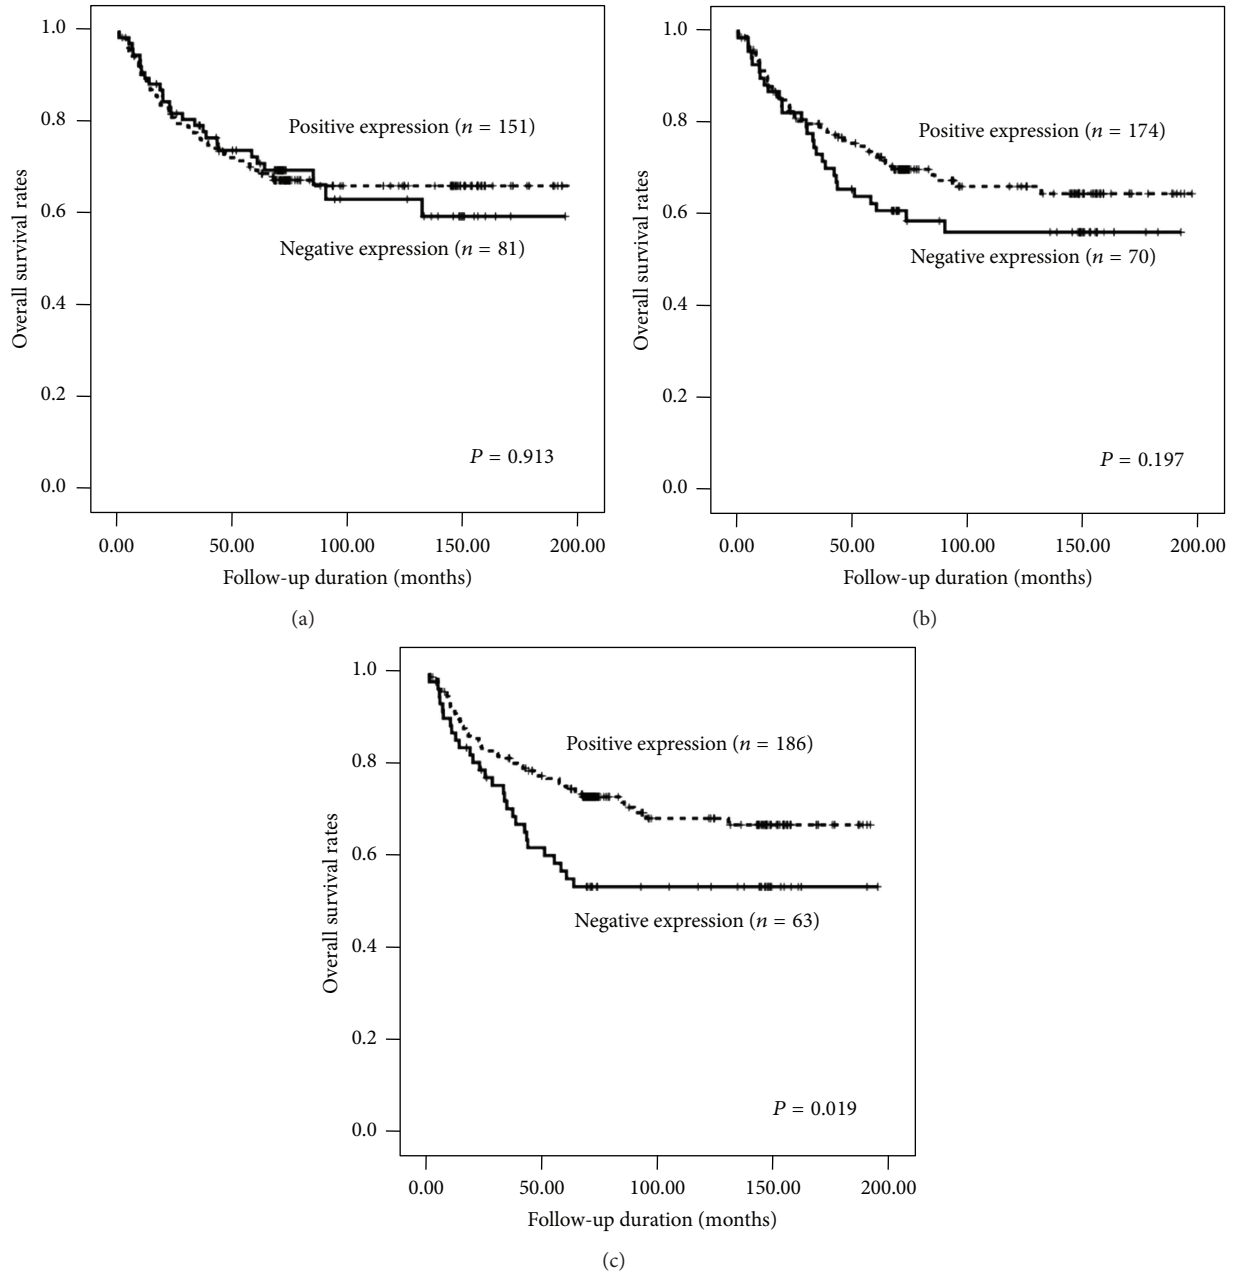 1.0
0.8
0.6
0.4
0.2
0.0
Overall survival rates
Positive expression (n = 151)
Negative expression (n = 81)
P = 0.913
0.00 50.00 100.00 150.00 200.00
Follow-up duration (months)
(a)
1.0
0.8
0.6
0.4
0.2
0.0
Overall survival rates
Positive expression (n = 174)
Negative expression (n = 70)
P = 0.197
0.00 50.00 100.00 150.00 200.00
Follow-up duration (months)
(b)
1.0
0.8
0.6
0.4
0.2
0.0
Overall survival rates
Positive expression (n = 186)
Negative expression (n = 63)
P = 0.019
0.00 50.00 100.00 150.00 200.00
Follow-up duration (months)
(c)